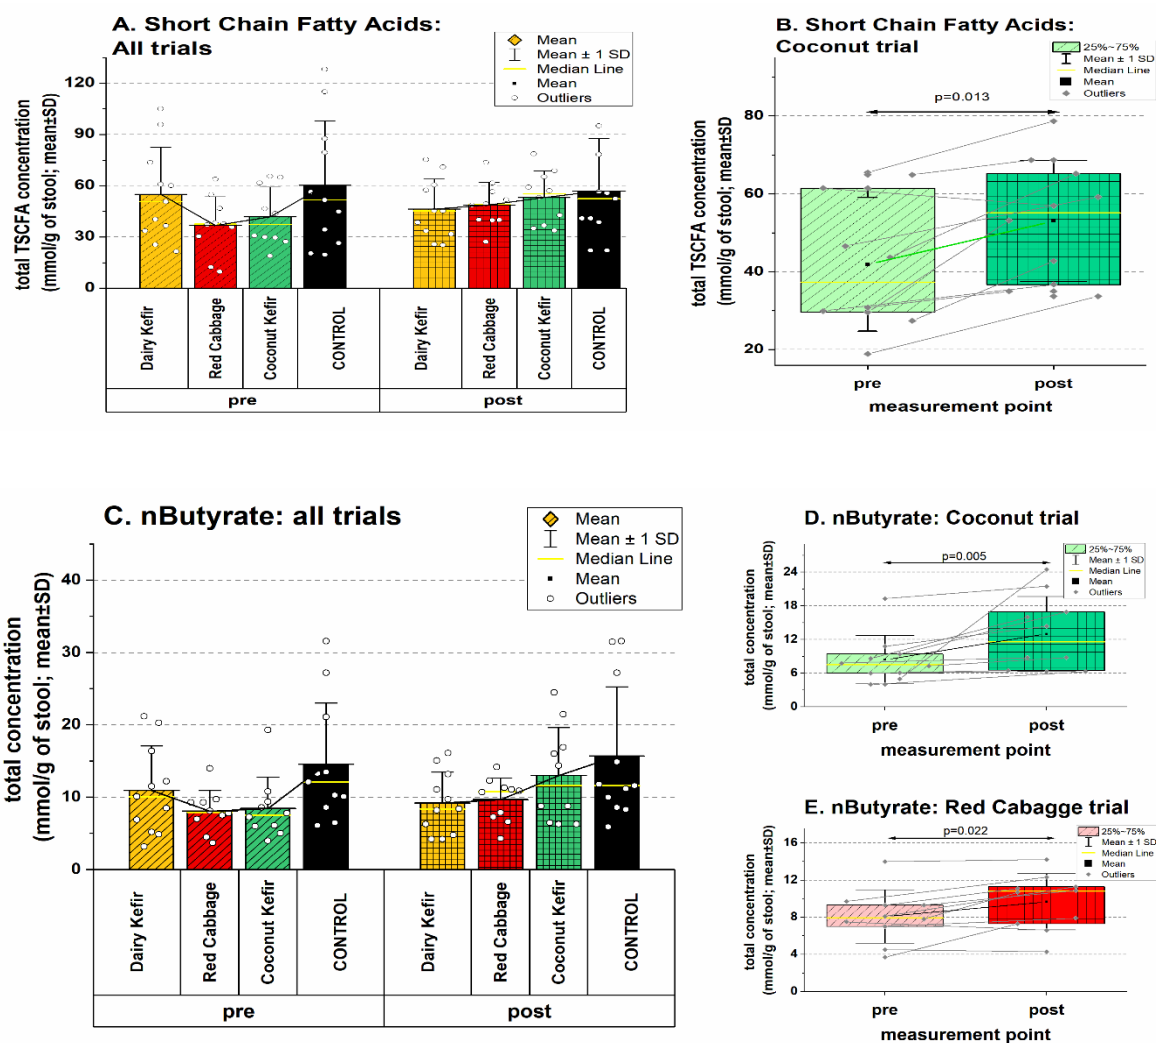 A. Short Chain Fatty Acids:
All trials
Mean
Mean ± 1 SD
Median Line
Mean
Outliers
total TSCFA concentration
(mmol/g of stool; mean±SD)
120
90
60
30
0
Dairy Kefir
Red Cabbage
Coconut Kefir
CONTROL
Dairy Kefir
Red Cabbage
Coconut Kefir
CONTROL
pre
post
B. Short Chain Fatty Acids:
Coconut trial
25%~75%
Mean ± 1 SD
Median Line
Mean
Outliers
p=0.013
total TSCFA concentration
(mmol/g of stool; mean±SD
80
60
40
20
pre
post
measurement point
C. nButyrate: all trials
Mean
Mean ± 1 SD
Median Line
Mean
Outliers
total concentration
(mmol/g of stool; mean±SD)
40
30
20
10
0
Dairy Kefir
Red Cabbage
Coconut Kefir
CONTROL
Dairy Kefir
Red Cabbage
Coconut Kefir
CONTROL
pre
post
D. nButyrate: Coconut trial
25%~75%
Mean ± 1 SD
Median Line
Mean
Outliers
p=0.005
total concentration
(mmol/g of stool; mean±SD)
24
18
12
6
0
pre
post
measurement point
E. nButyrate: Red Cabagge trial
25%~75%
Mean ± 1 SD
Median Line
Mean
Outliers
p=0.022
total concentration
(mmol/g of stool; mean±SD)
16
12
8
4
0
pre
post
measurement point